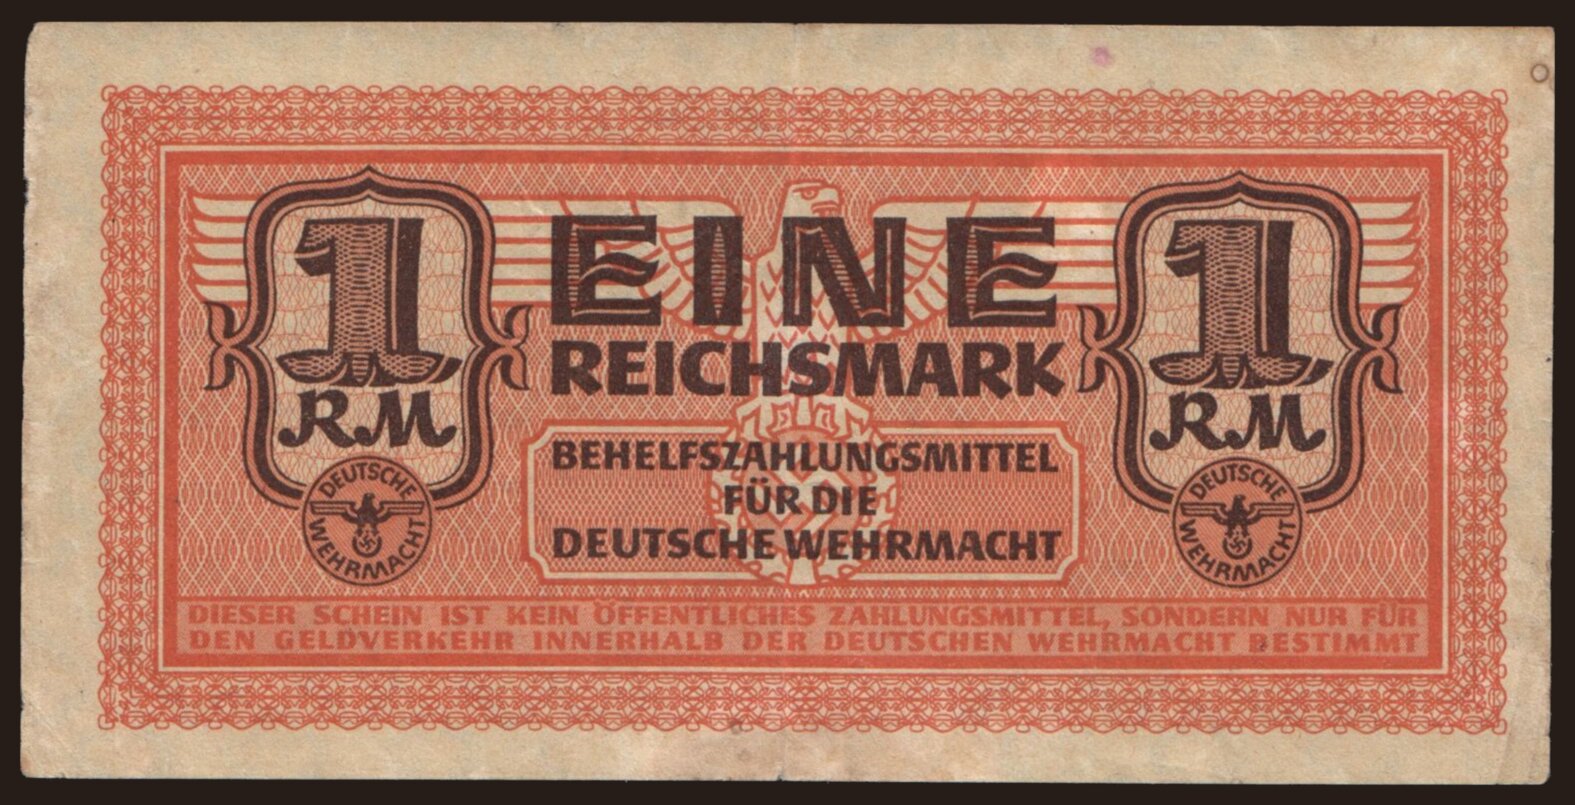 1
RM
DEUTSCHE
WEHRMACHT
EINE
REICHSMARK
BEHELFSZAHLUNGSMITTEL
FÜR DIE
DEUTSCHE WEHRMACHT
1
RM
DEUTSCHE
WEHRMACHT
DIESER SCHEIN IST KEIN ÖFFENTLICHES ZAHLUNGSMITTEL, SONDERN NUR FÜR
DEN GELDVERKEHR INNERHALB DER DEUTSCHEN WEHRMACHT BESTIMMT